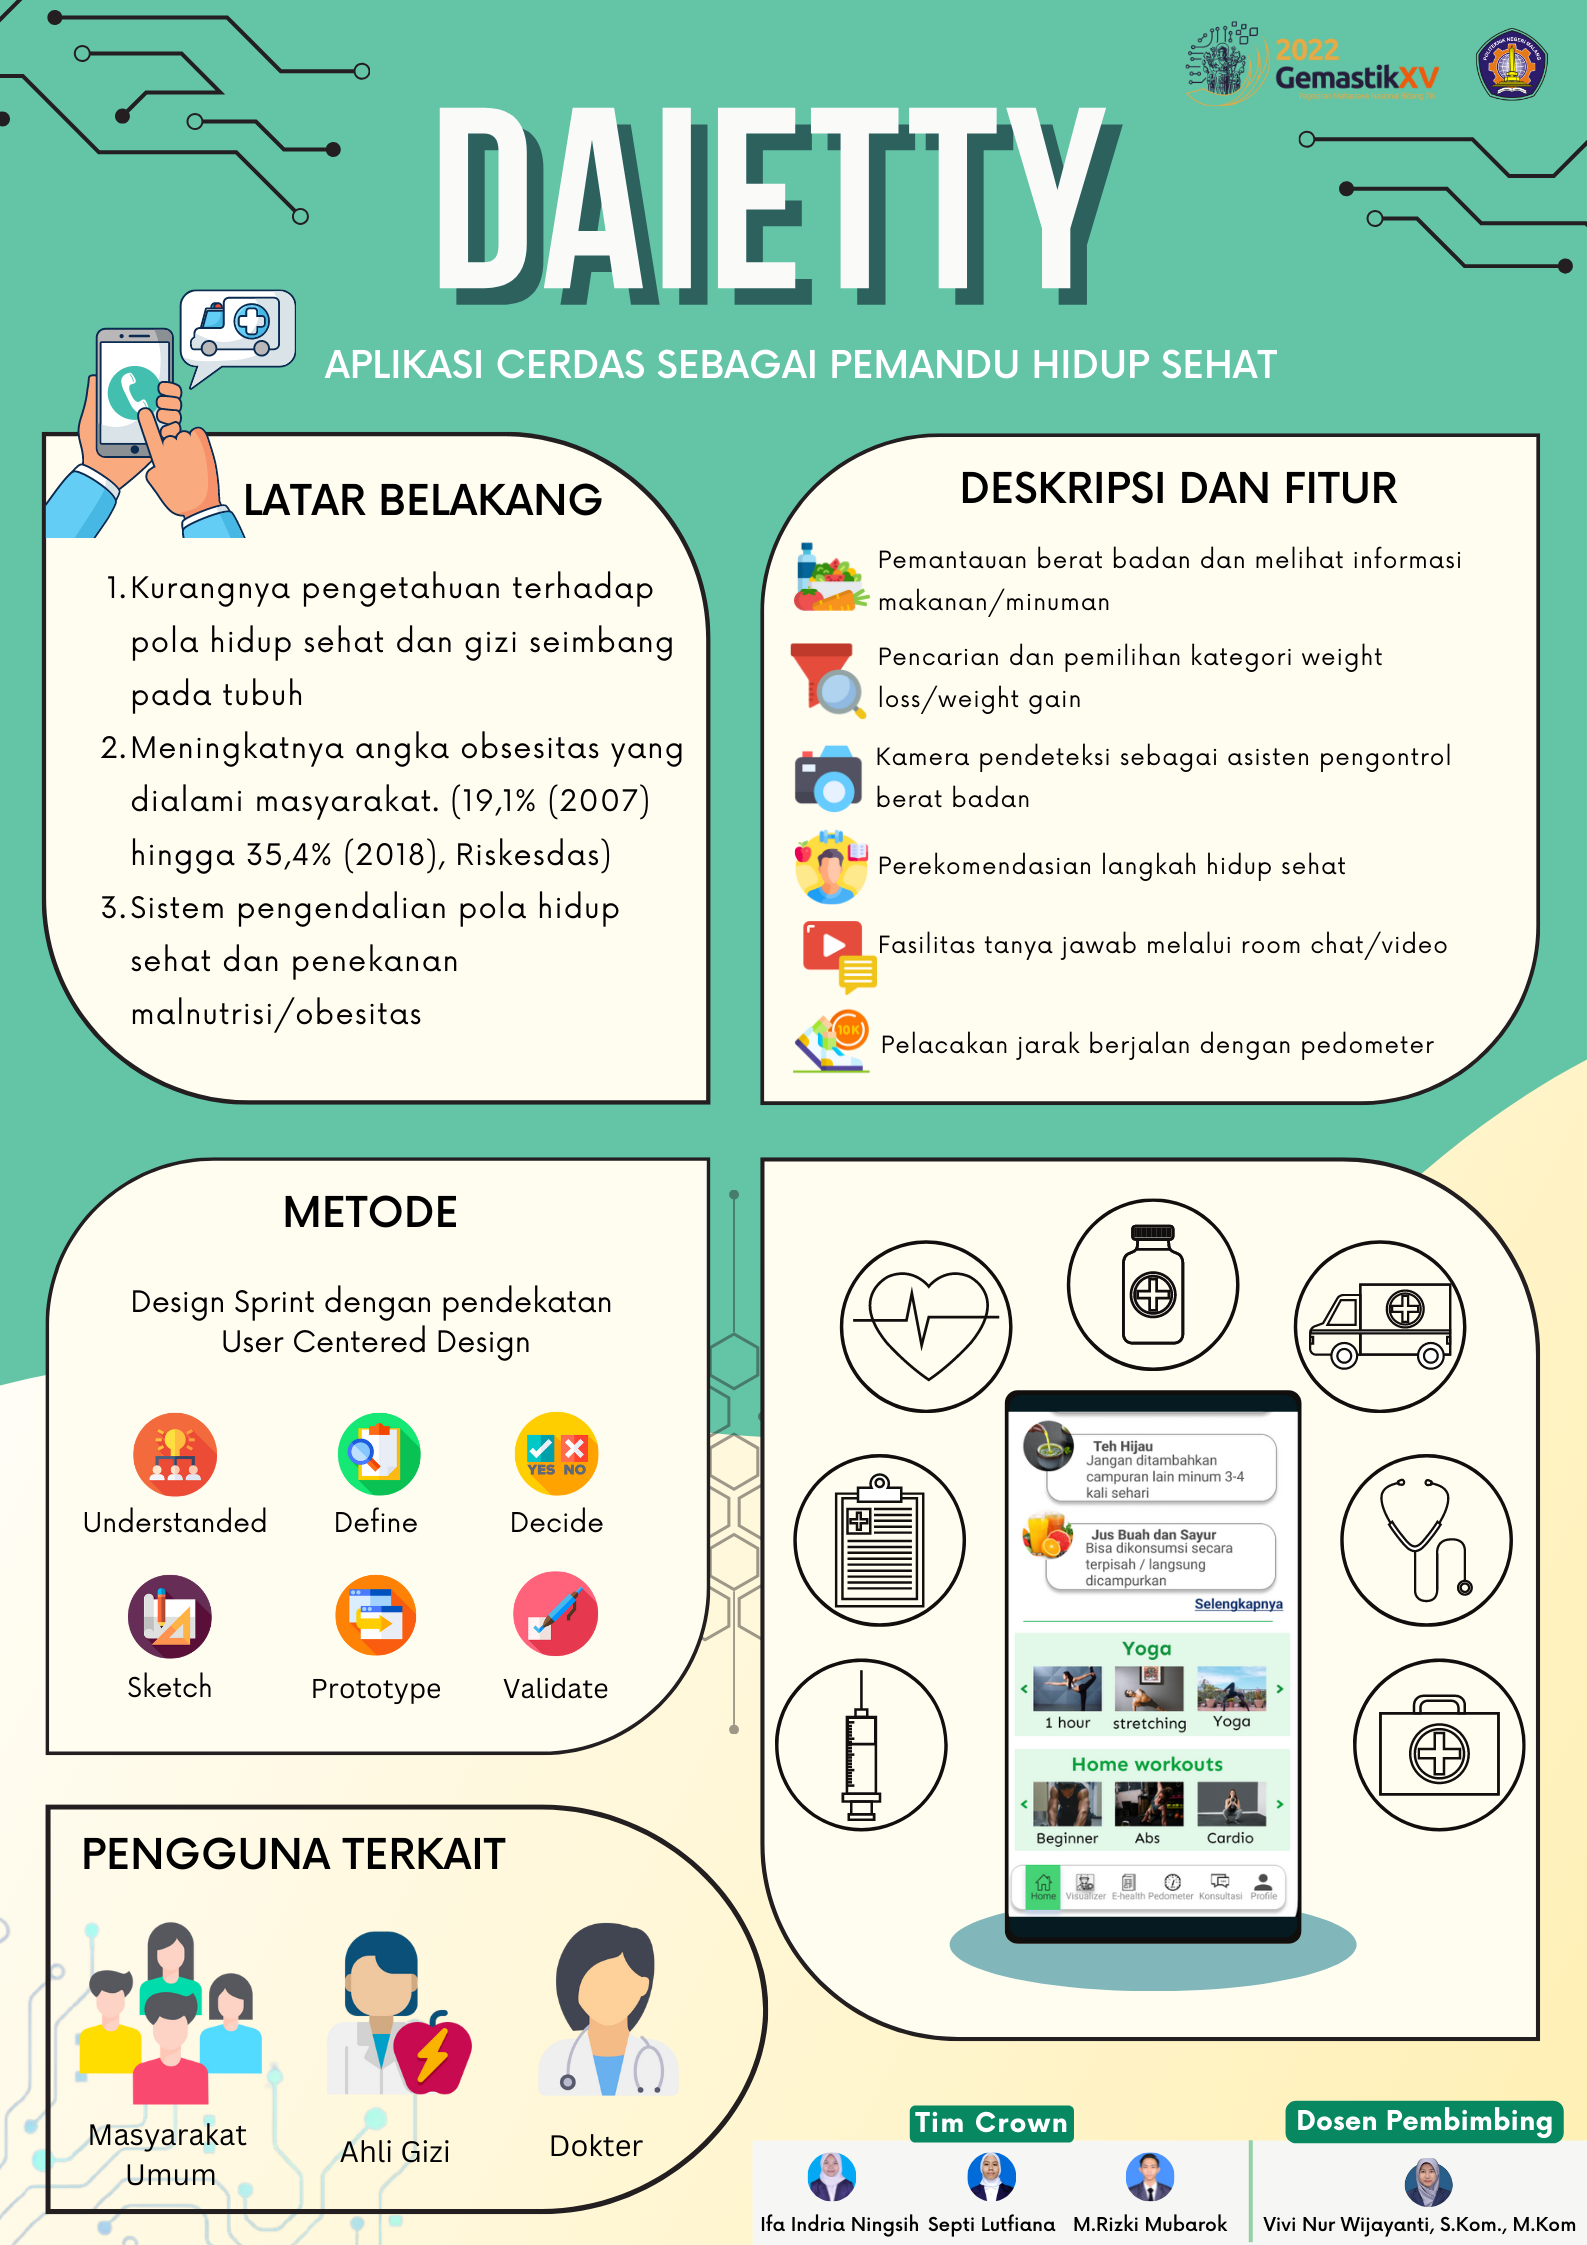 2022
GemastikXV
POLITEKNIK NEGERI MALANG
DAIETTY
APLIKASI CERDAS SEBAGAI PEMANDU HIDUP SEHAT
LATAR BELAKANG
1. Kurangnya pengetahuan terhadap
pola hidup sehat dan gizi seimbang
pada tubuh
2. Meningkatnya angka obsesitas yang
dialami masyarakat. (19,1% (2007)
hingga 35,4% (2018), Riskesdas)
3. Sistem pengendalian pola hidup
sehat dan penekanan
malnutrisi/obesitas
DESKRIPSI DAN FITUR
Pemantauan berat badan dan melihat informasi
makanan/minuman
Pencarian dan pemilihan kategori weight
loss/weight gain
Kamera pendeteksi sebagai asisten pengontrol
berat badan
Perekomendasian langkah hidup sehat
Fasilitas tanya jawab melalui room chat/video
10K
Pelacakan jarak berjalan dengan pedometer
METODE
Design Sprint dengan pendekatan
User Centered Design
YES NO
Understanded Define Decide
Sketch Prototype Validate
Teh Hijau
Jangan ditambahkan
campuran lain minum 3-4
kali sehari
Jus Buah dan Sayur
Bisa dikonsumsi secara
terpisah / langsung
dicampurkan
Selengkapnya
Yoga
1 hour stretching Yoga
Home workouts
Beginner Abs Cardio
Home Visualizer E-health Pedometer Konsultasi Profile
PENGGUNA TERKAIT
Masyarakat
Umum
Ahli Gizi
Dokter
Tim Crown
Ifa Indria Ningsih Septi Lutfiana M.Rizki Mubarok
Dosen Pembimbing
Vivi Nur Wijayanti, S.Kom., M.Kom